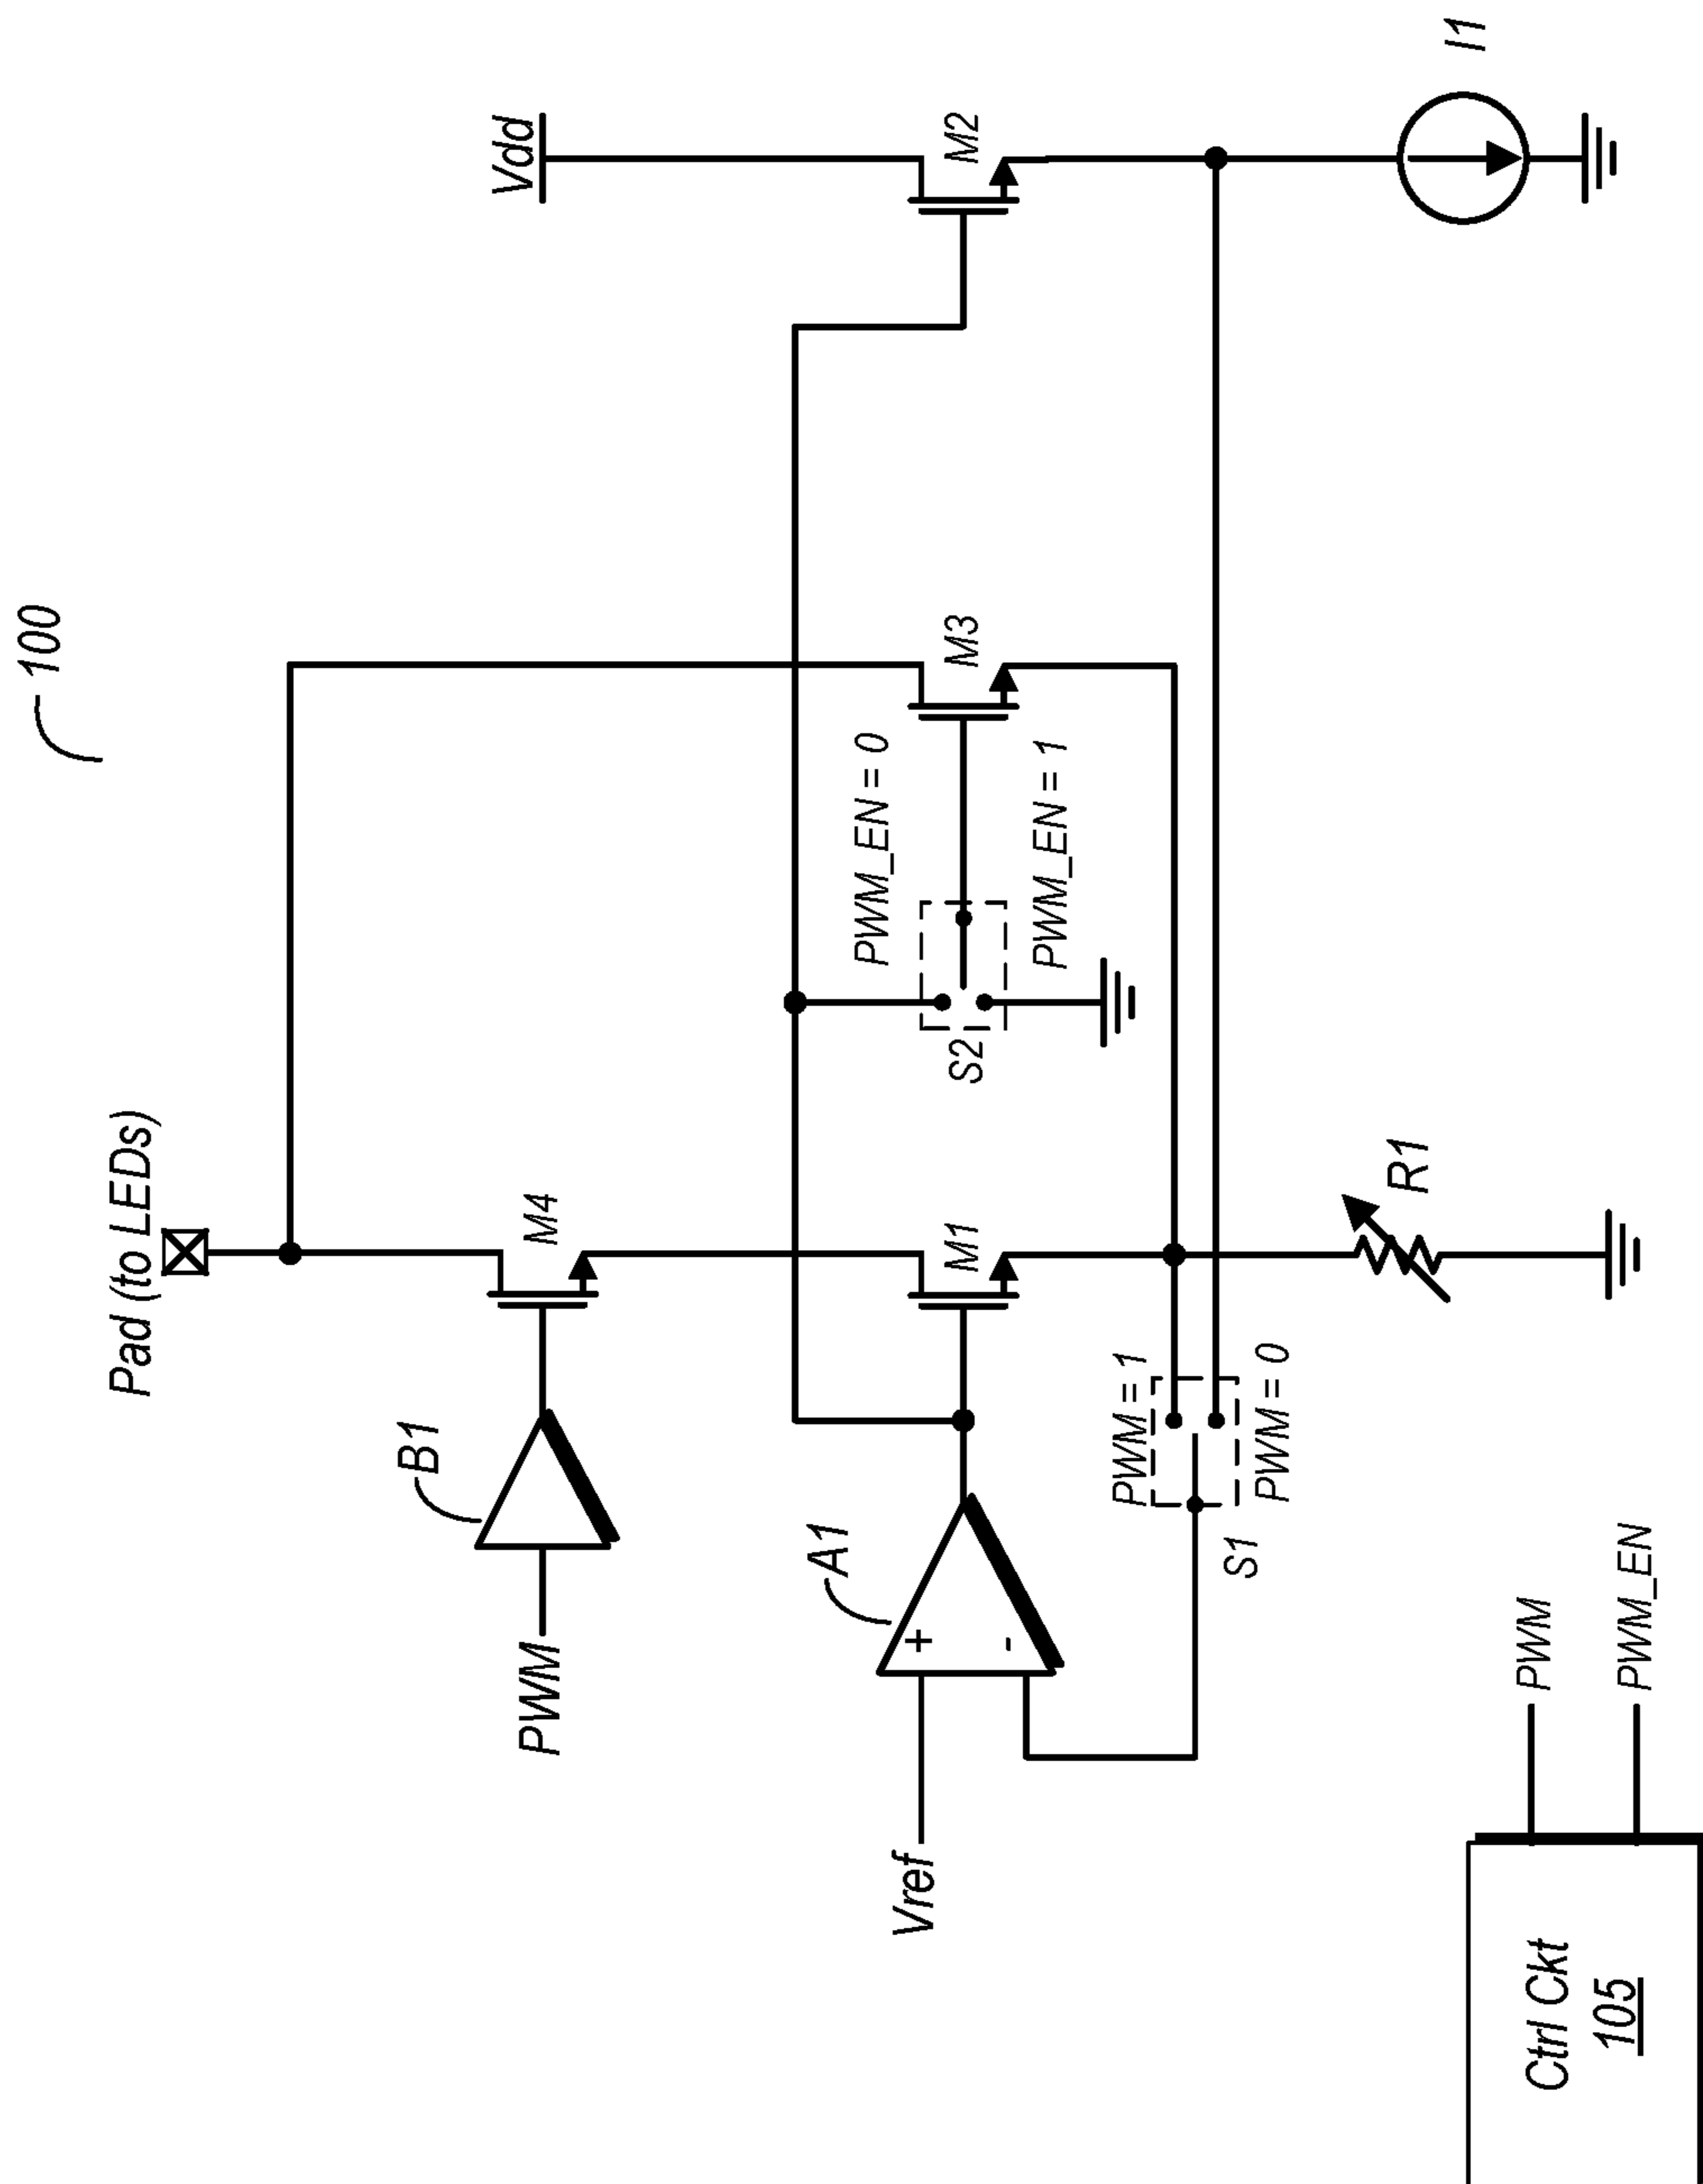 100
Pad (to LEDs)
Vdd
B1
PWM
M4
A1
Vref
+
-
M1
PWM_EN = 0
M3
M2
S2
PWM_EN = 1
PWM = 1
S1
PWM = 0
R1
I1
Ctrl Ckt
105
PWM
PWM_EN